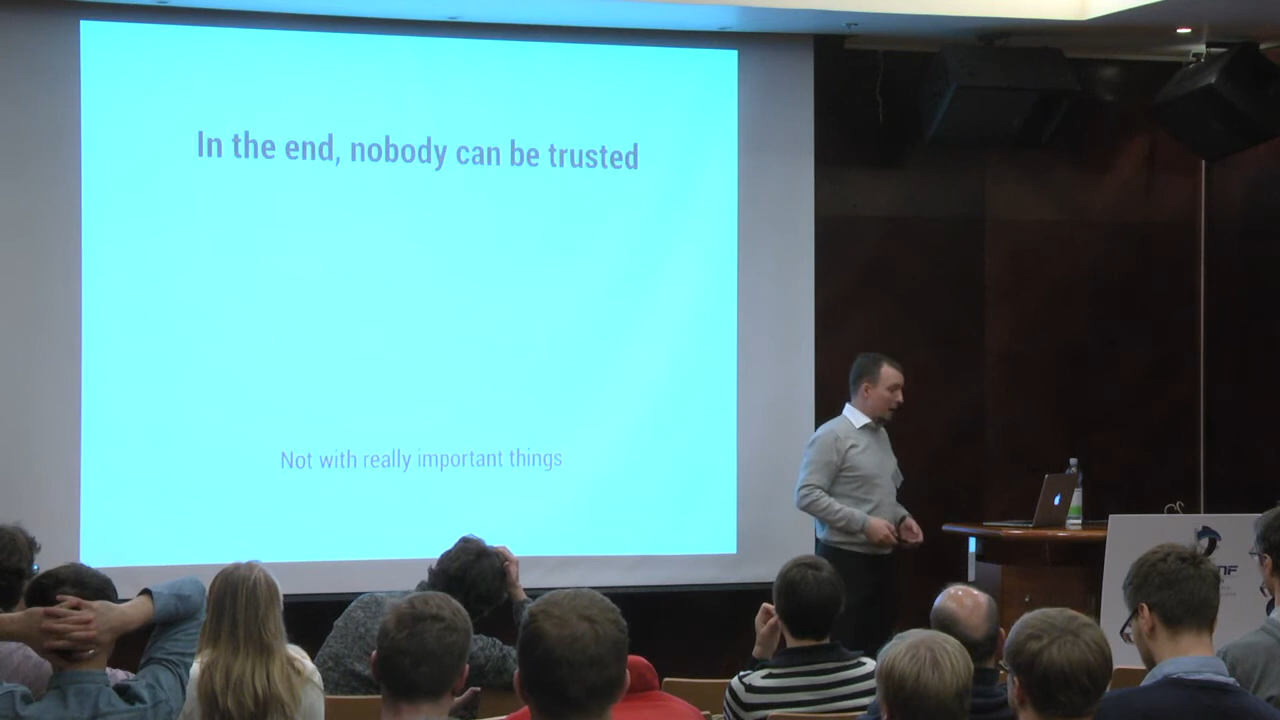 In the end, nobody can be trusted
Not with really important things